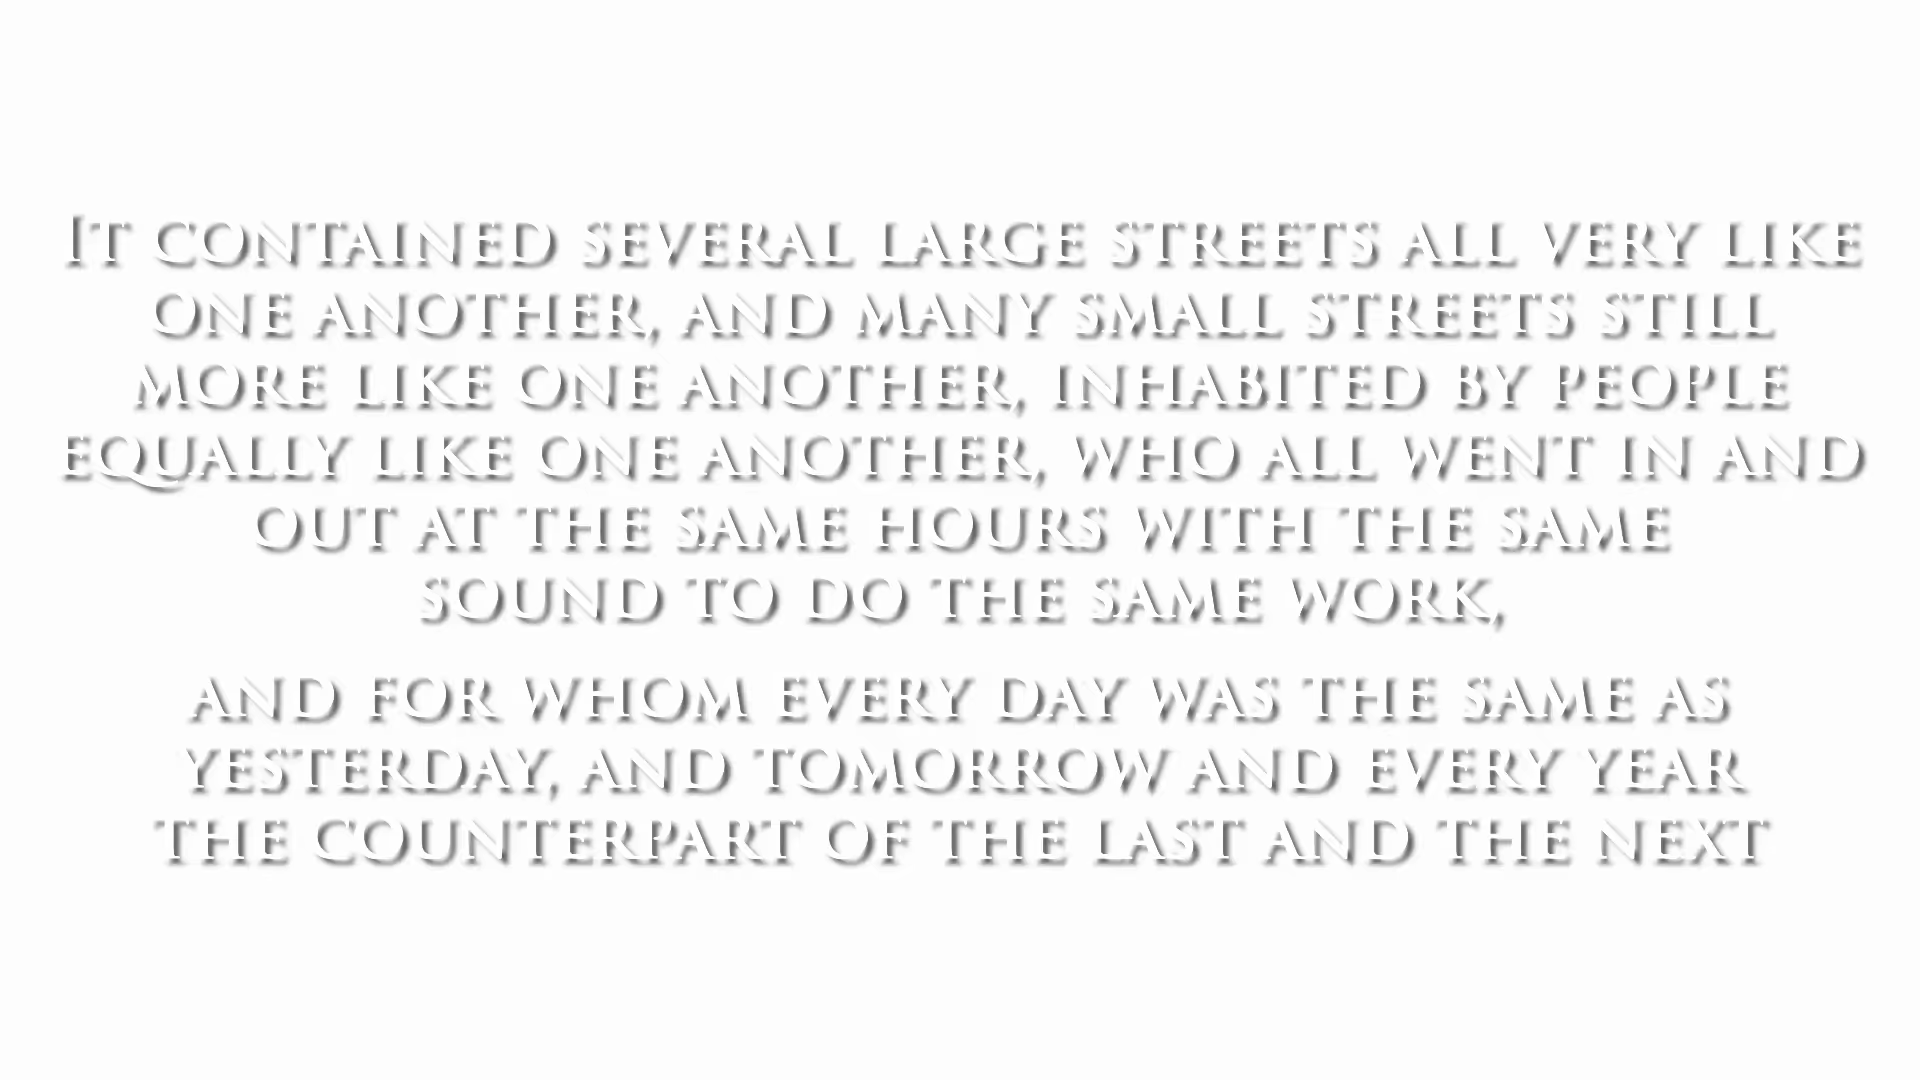 It contained several large streets all very like
one another, and many small streets still
more like one another, inhabited by people
equally like one another, who all went in and
out at the same hours with the same
sound to do the same work,
and for whom every day was the same as
yesterday, and tomorrow and every year
the counterpart of the last and the next